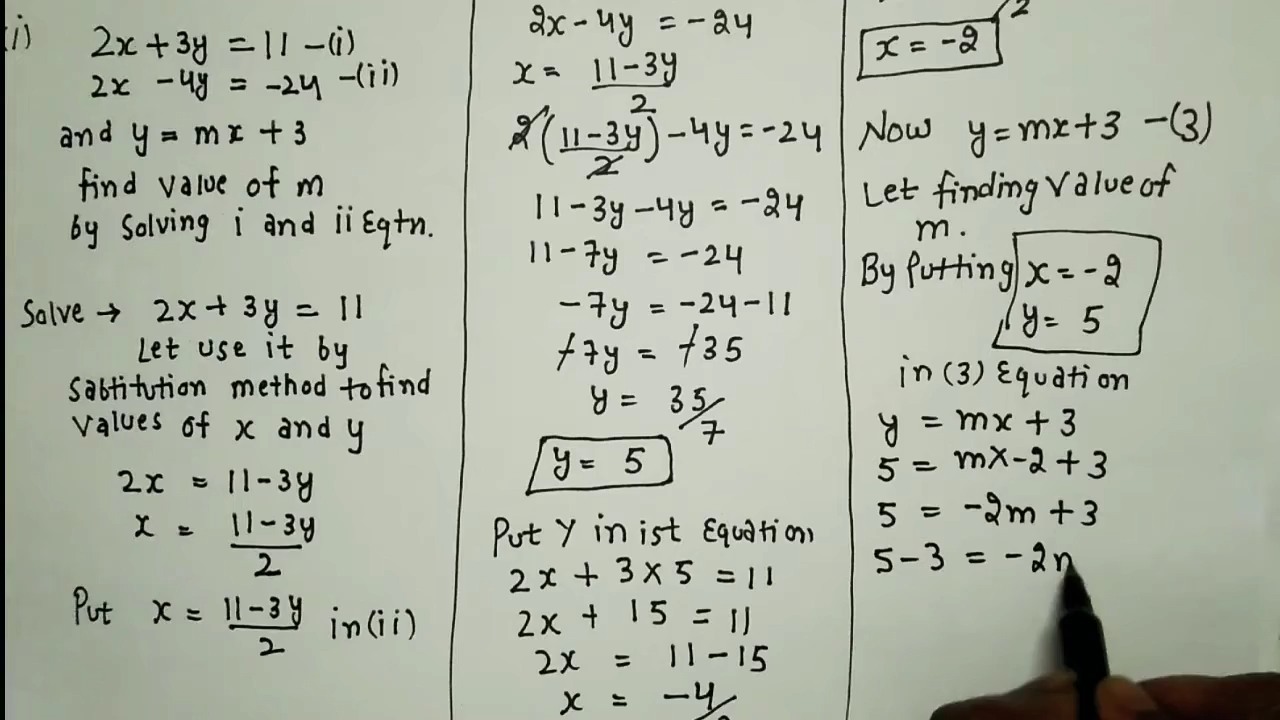 (i)
2x + 3y = 11 - (i)
2x - 4y = -24 - (ii)
and y = mx + 3
find value of m
by solving i and ii Eqtn.
Solve → 2x + 3y = 11
Let use it by
Sabtitution method to find
values of x and y
2x = 11 - 3y
x = 11 - 3y
2
Put x = 11 - 3y
2
in (ii)
2x - 4y = -24
x = 11 - 3y
2
2(11 - 3y) - 4y = -24
2
11 - 3y - 4y = -24
11 - 7y = -24
-7y = -24 - 11
-7y = -35
y = 35/7
y = 5
Put Y in ist Equation
2x + 3 × 5 = 11
2x + 15 = 11
2x = 11 - 15
x = -4/
2
x = -2
Now y = mx + 3 - (3)
Let finding value of
m.
By Putting x = -2
y = 5
in (3) Equation
y = mx + 3
5 = m × -2 + 3
5 = -2m + 3
5 - 3 = -2